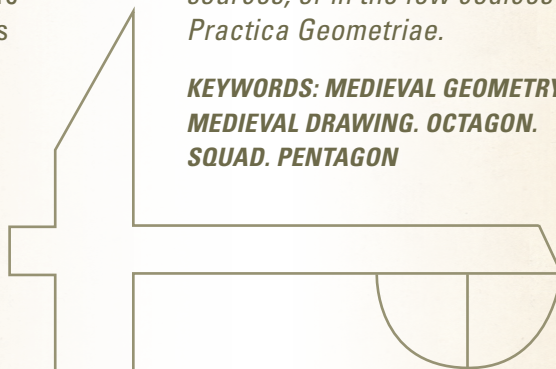 s
sources, or in the few codices
Practica Geometriae.
KEYWORDS: MEDIEVAL GEOMETRY
MEDIEVAL DRAWING. OCTAGON.
SQUAD. PENTAGON